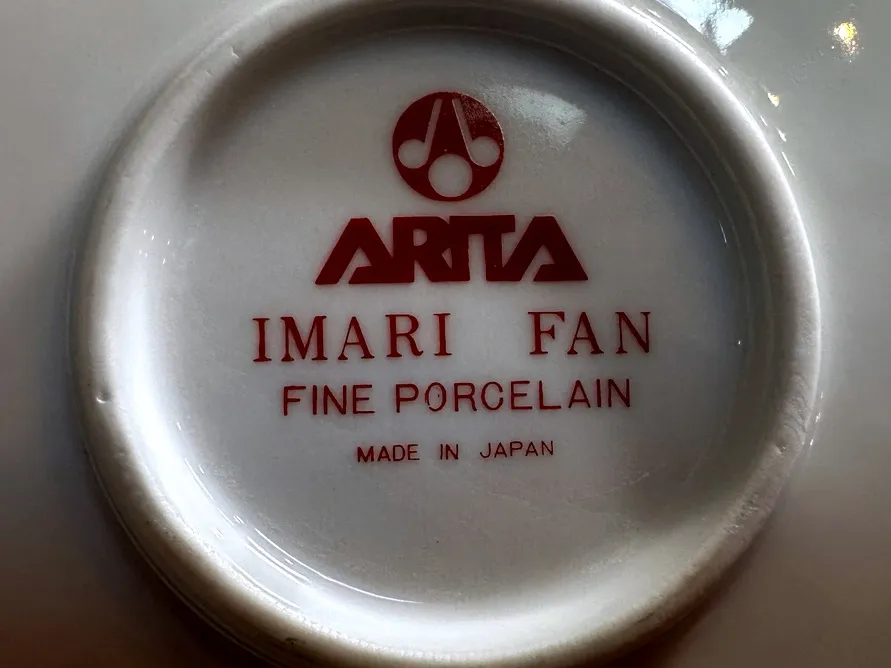 ARITA
IMARI FAN
FINE PORCELAIN
MADE IN JAPAN